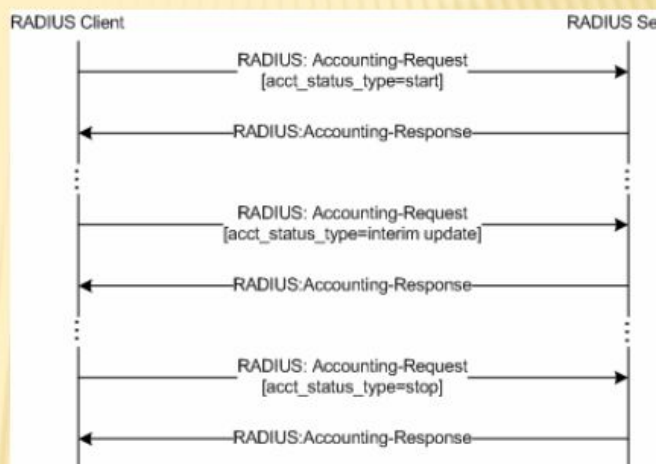 RADIUS Client
RADIUS Se
RADIUS: Accounting-Request
[acct_status_type=start]
RADIUS:Accounting-Response
RADIUS: Accounting-Request
[acct_status_type=interim update]
RADIUS:Accounting-Response
RADIUS: Accounting-Request
[acct_status_type=stop]
RADIUS:Accounting-Response